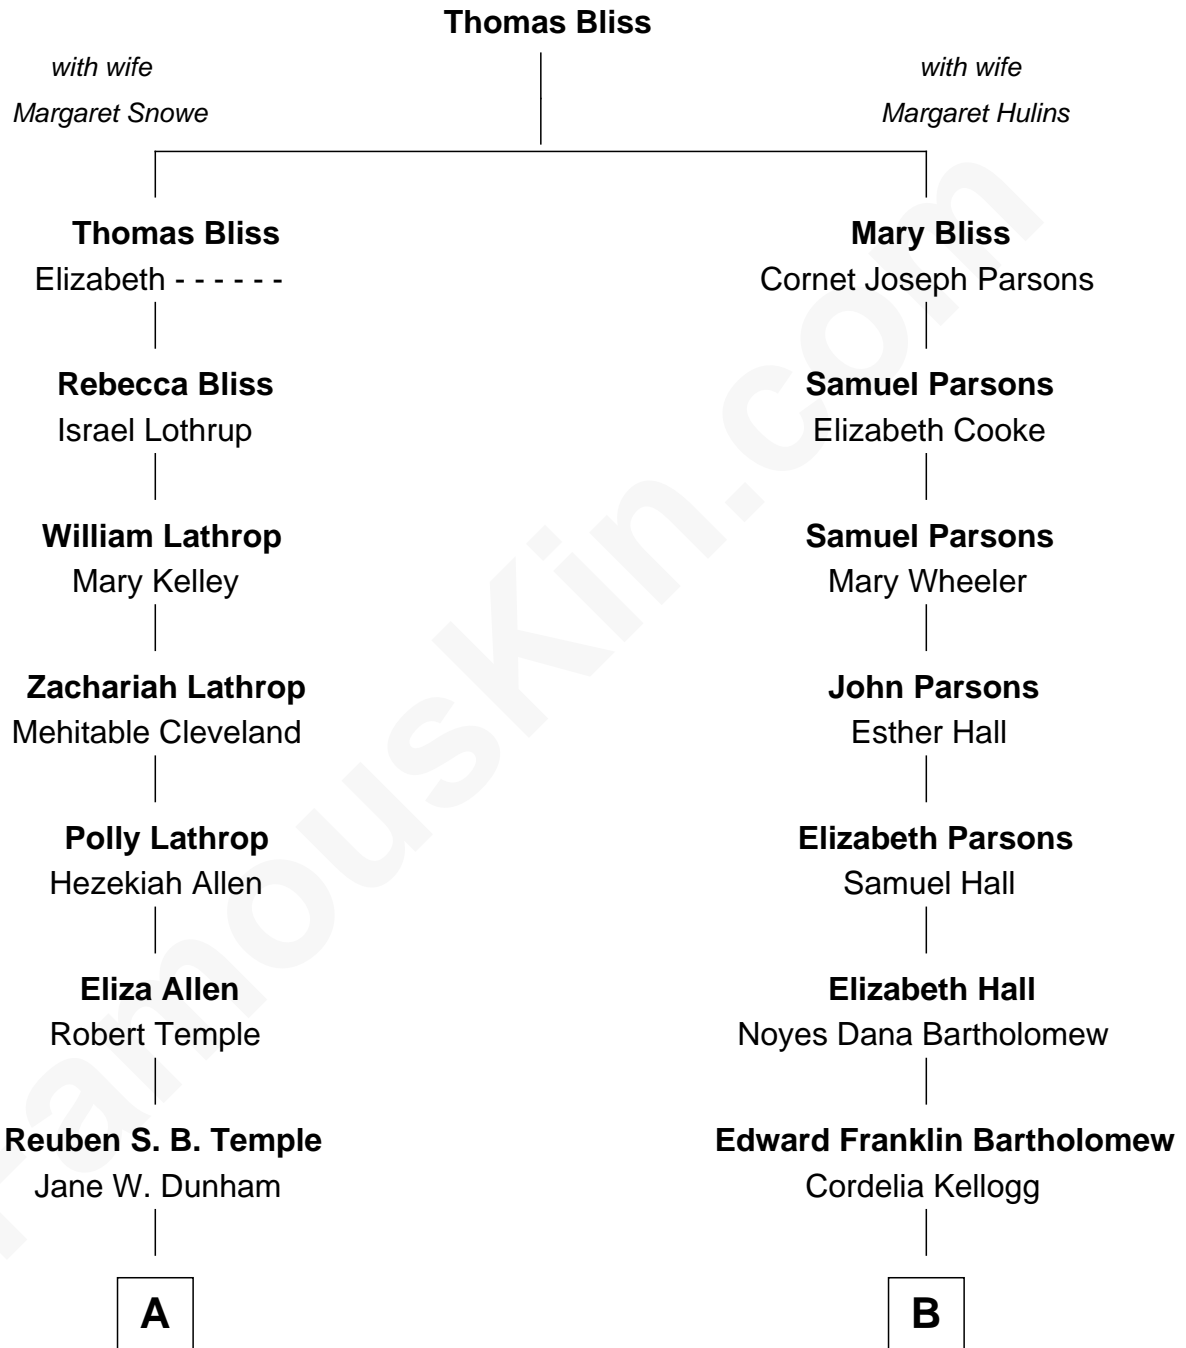 Thomas Bliss
with wife
Margaret Snowe
with wife
Margaret Hulins
Thomas Bliss
Elizabeth - - - - - -
Mary Bliss
Cornet Joseph Parsons
Rebecca Bliss
Israel Lothrup
Samuel Parsons
Elizabeth Cooke
William Lathrop
Mary Kelley
Samuel Parsons
Mary Wheeler
Zachariah Lathrop
Mehitable Cleveland
John Parsons
Esther Hall
Polly Lathrop
Hezekiah Allen
Elizabeth Parsons
Samuel Hall
Eliza Allen
Robert Temple
Elizabeth Hall
Noyes Dana Bartholomew
Reuben S. B. Temple
Jane W. Dunham
Edward Franklin Bartholomew
Cordelia Kellogg
A
B
FamousKin.com